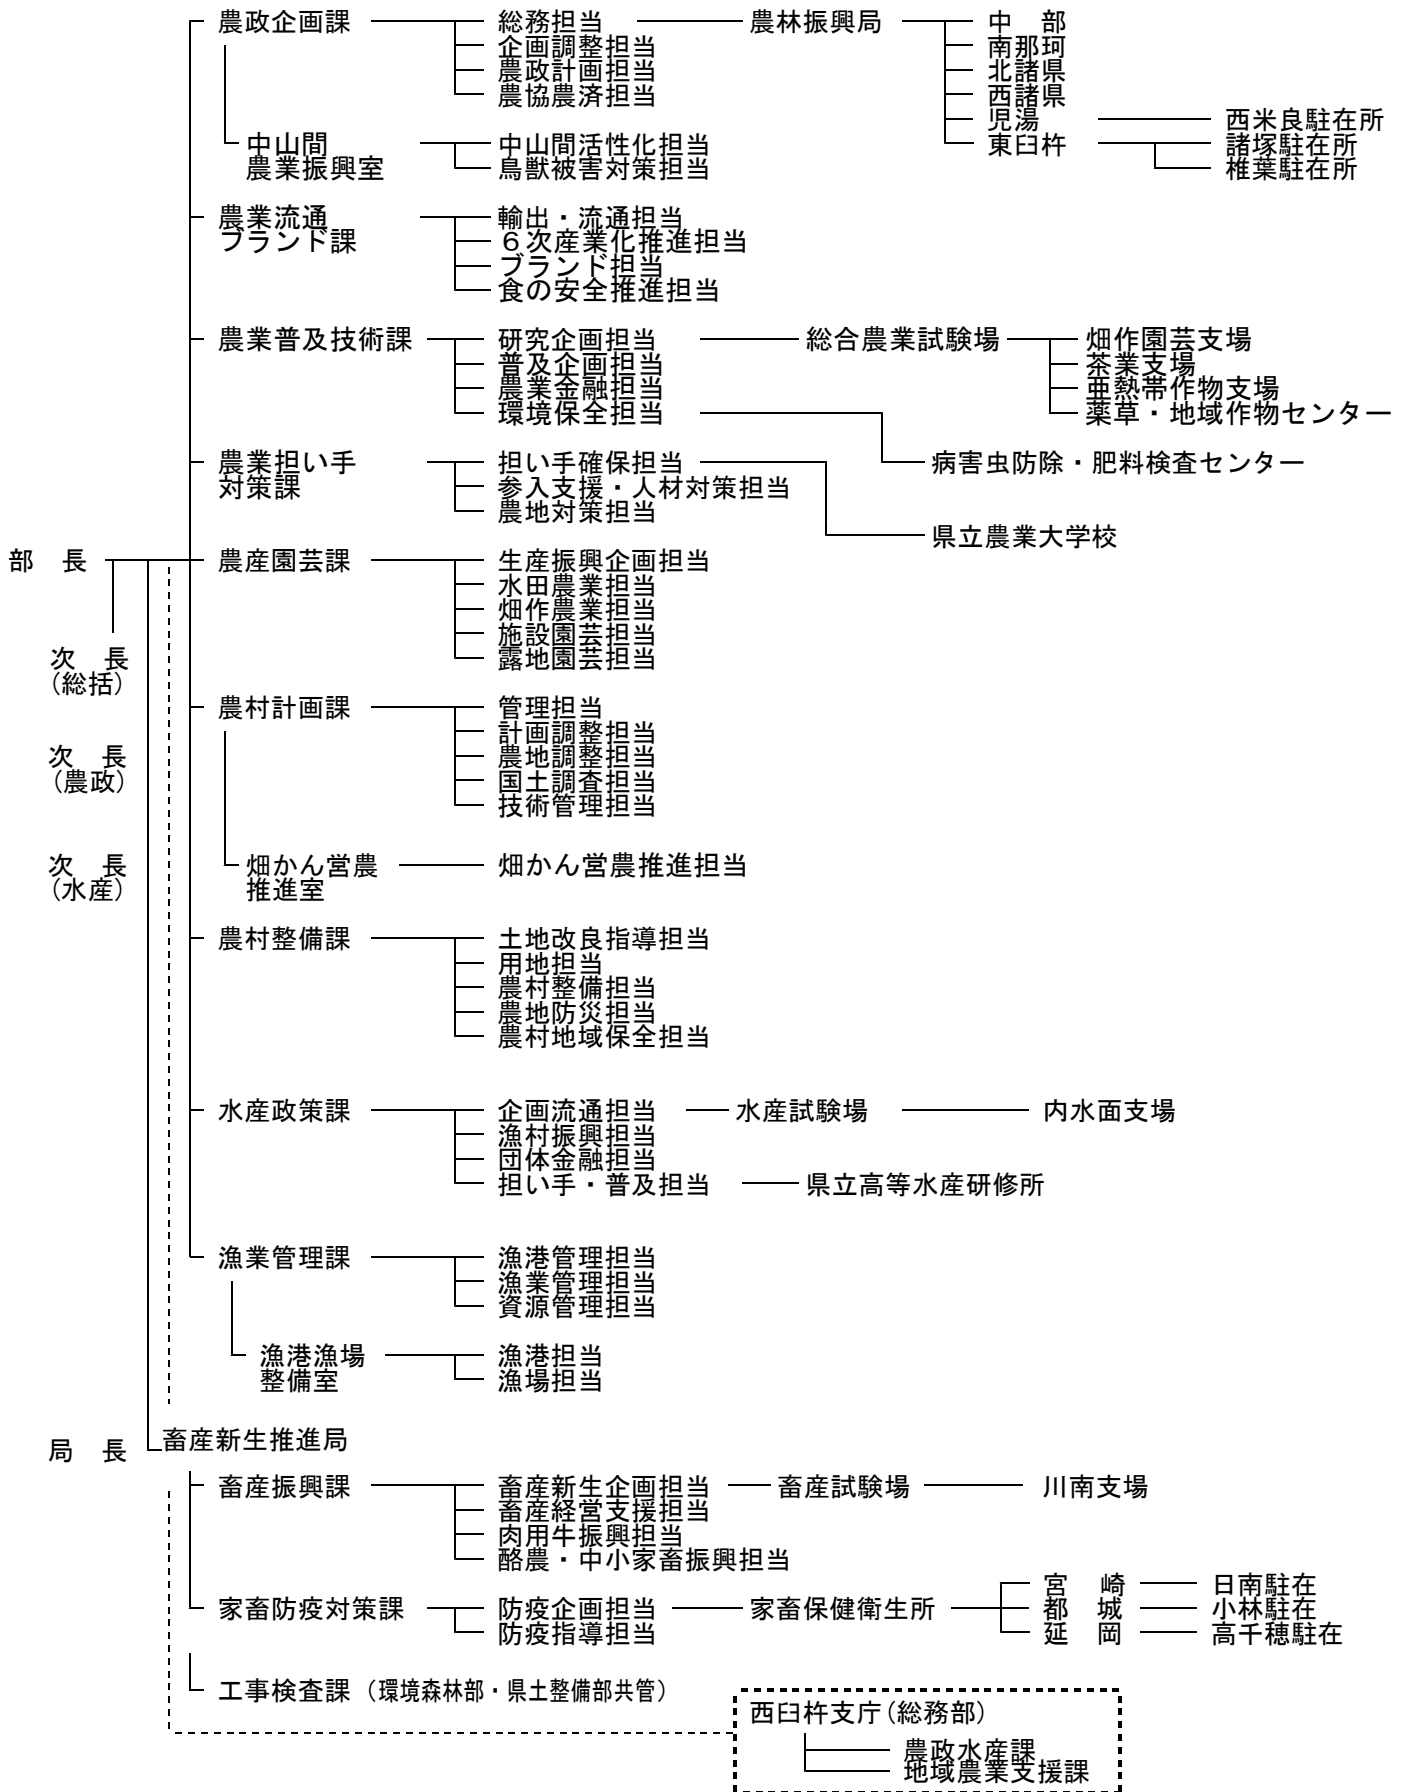 農政企画課 総務担当 農林振興局 中　部
企画調整担当 南那珂
農政計画担当 北諸県
農協農済担当 西諸県
児湯 西米良駐在所
中山間 中山間活性化担当 東臼杵 諸塚駐在所
農業振興室 鳥獣被害対策担当 椎葉駐在所
農業流通 輸出・流通担当
ブランド課 ６次産業化推進担当
ブランド担当
食の安全推進担当
農業普及技術課 研究企画担当 総合農業試験場 畑作園芸支場
普及企画担当 茶業支場
農業金融担当 亜熱帯作物支場
環境保全担当 薬草・地域作物センター
農業担い手 担い手確保担当 病害虫防除・肥料検査センター
対策課 参入支援・人材対策担当
農地対策担当
県立農業大学校
部　長 農産園芸課 生産振興企画担当
水田農業担当
畑作農業担当
施設園芸担当
次　長 露地園芸担当
（総括）
農村計画課 管理担当
計画調整担当
次　長 農地調整担当
（農政） 国土調査担当
技術管理担当
次　長 畑かん営農 畑かん営農推進担当
（水産） 推進室
農村整備課 土地改良指導担当
用地担当
農村整備担当
農地防災担当
農村地域保全担当
水産政策課 企画流通担当 水産試験場 内水面支場
漁村振興担当
団体金融担当
担い手・普及担当 県立高等水産研修所
漁業管理課 漁港管理担当
漁業管理担当
資源管理担当
漁港漁場 漁港担当
整備室 漁場担当
局　長 畜産新生推進局
畜産振興課 畜産新生企画担当 畜産試験場 川南支場
畜産経営支援担当
肉用牛振興担当
酪農・中小家畜振興担当
宮　崎 日南駐在
家畜防疫対策課 防疫企画担当 家畜保健衛生所 都　城 小林駐在
防疫指導担当 延　岡 高千穂駐在
工事検査課（環境森林部・県土整備部共管）
西臼杵支庁（総務部）
農政水産課
地域農業支援課